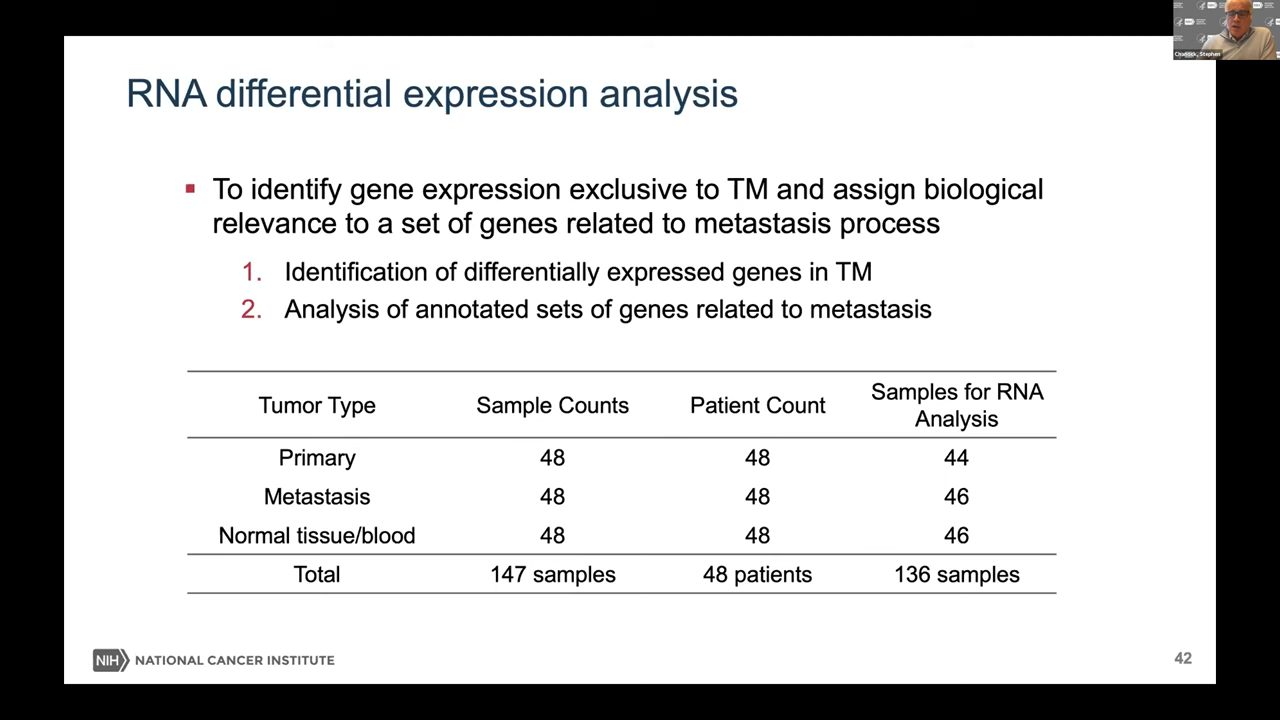 RNA differential expression analysis
To identify gene expression exclusive to TM and assign biological
relevance to a set of genes related to metastasis process
1. Identification of differentially expressed genes in TM
2. Analysis of annotated sets of genes related to metastasis
Tumor Type Sample Counts Patient Count Samples for RNA Analysis
Primary 48 48 44
Metastasis 48 48 46
Normal tissue/blood 48 48 46
Total 147 samples 48 patients 136 samples
NIH NATIONAL CANCER INSTITUTE
42